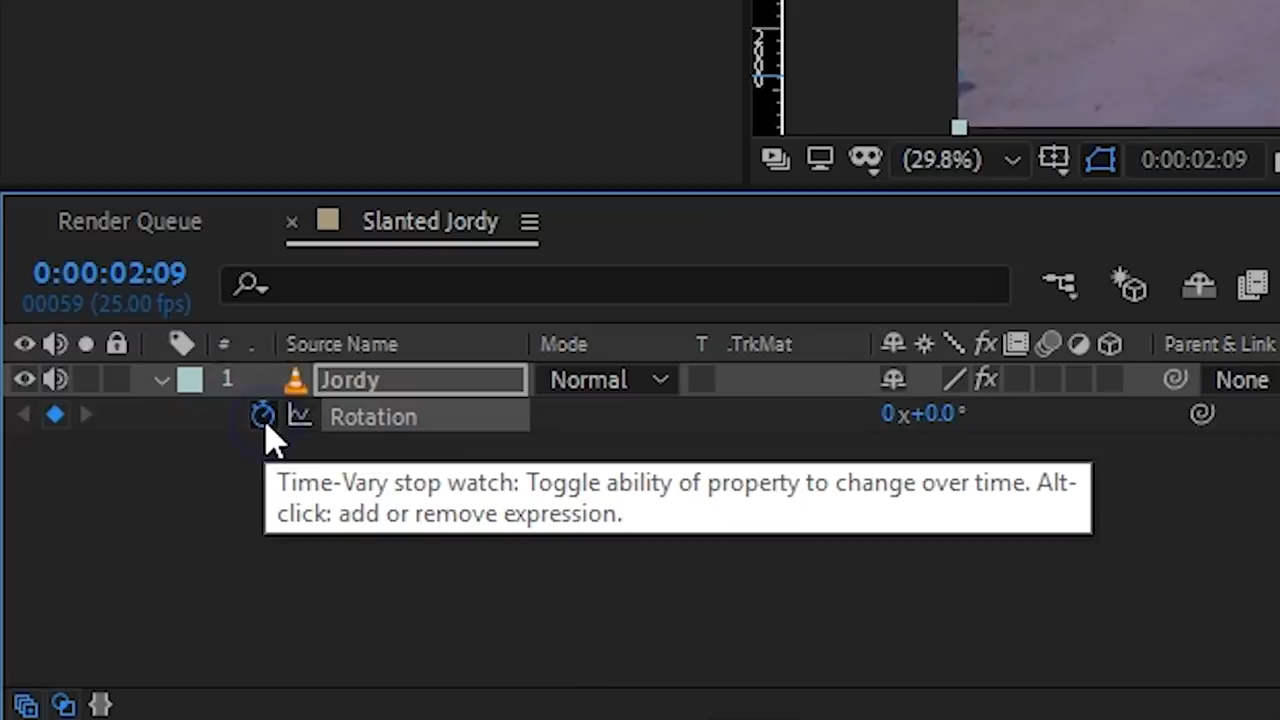 (29.8%)
0:00:02:09
Render Queue
Slanted Jordy
0:00:02:09
00059 (25.00 fps)
# . Source Name Mode T .TrkMat fx Parent & Link
1 Jordy Normal fx None
Rotation 0x+0.0°
Time-Vary stop watch: Toggle ability of property to change over time. Alt-
click: add or remove expression.